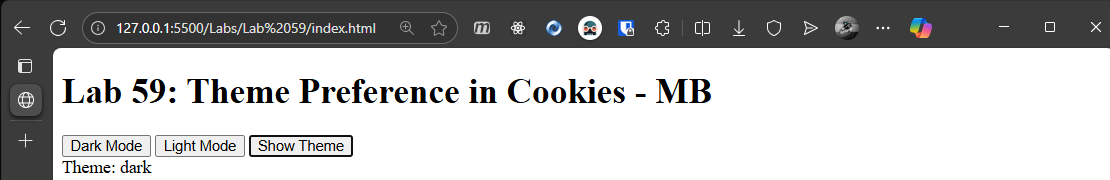 127.0.0.1:5500/Labs/Lab%2059/index.html
Lab 59: Theme Preference in Cookies - MB
Dark Mode Light Mode Show Theme
Theme: dark